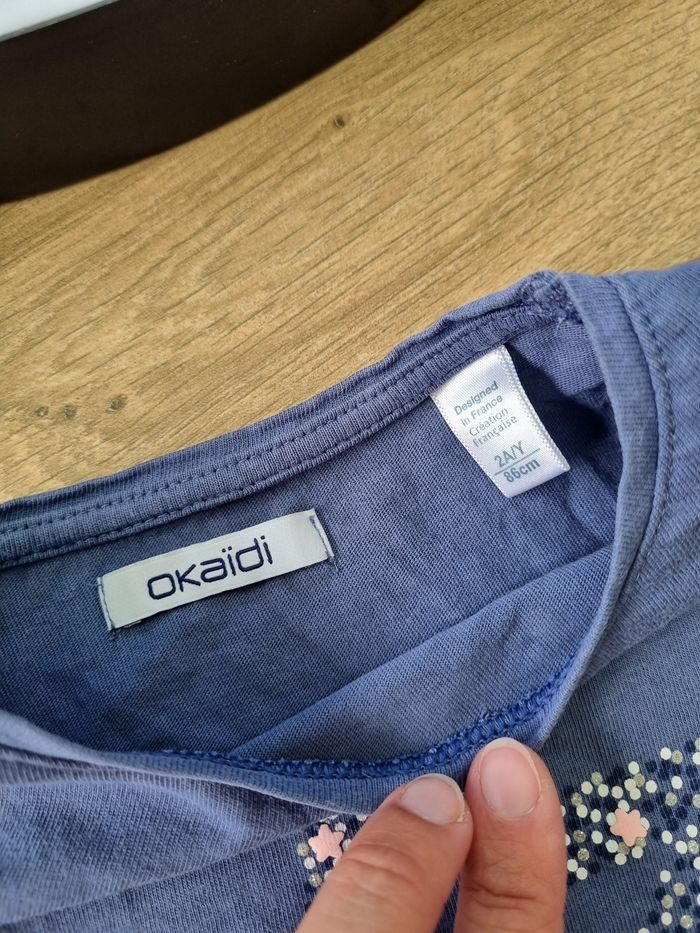 Designed
in France
Création
Française
2A/Y
86cm
okaïdi